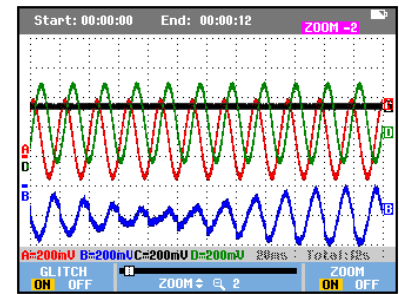 Start: 00:00:00 End: 00:00:12
ZOOM -2
C
D
A
D
B
B
A=200mV B=200mV C=200mV D=200mV 20ms Total:12s
GLITCH ZOOM
ON OFF ZOOM 2 ON OFF